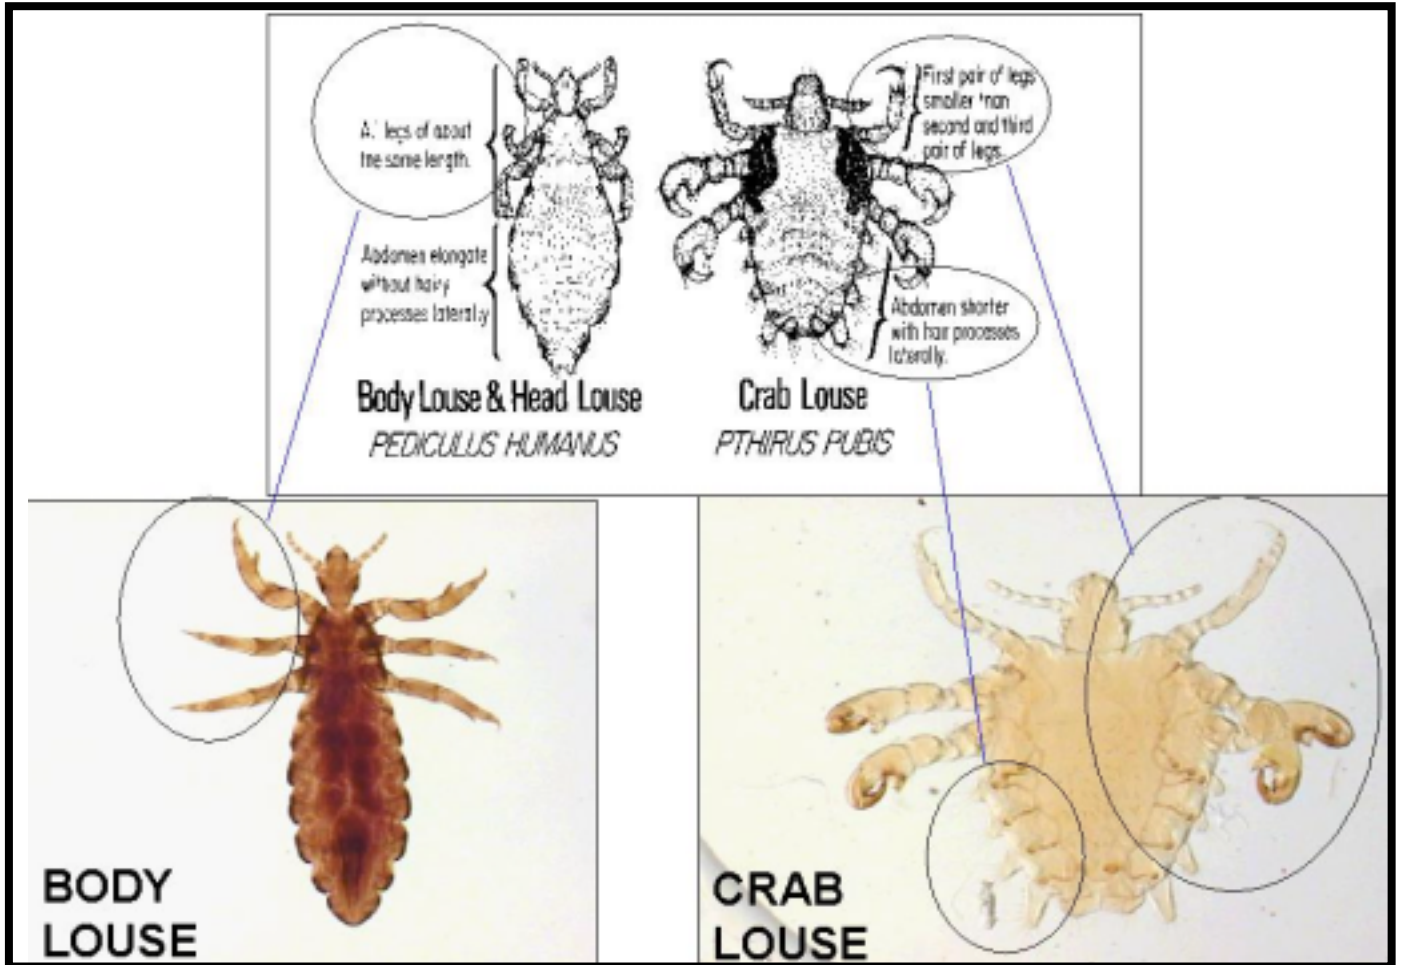 A.' legs of about
the same length.
Abdomen elongate
without hairy
processes laterally
First pair of legs
smaller than
second and third
pair of legs.
Abdomen shorter
with hair processes
laterally.
Body Louse & Head Louse
PEDICULUS HUMANUS
Crab Louse
PTHIRUS PUBIS
BODY
LOUSE
CRAB
LOUSE